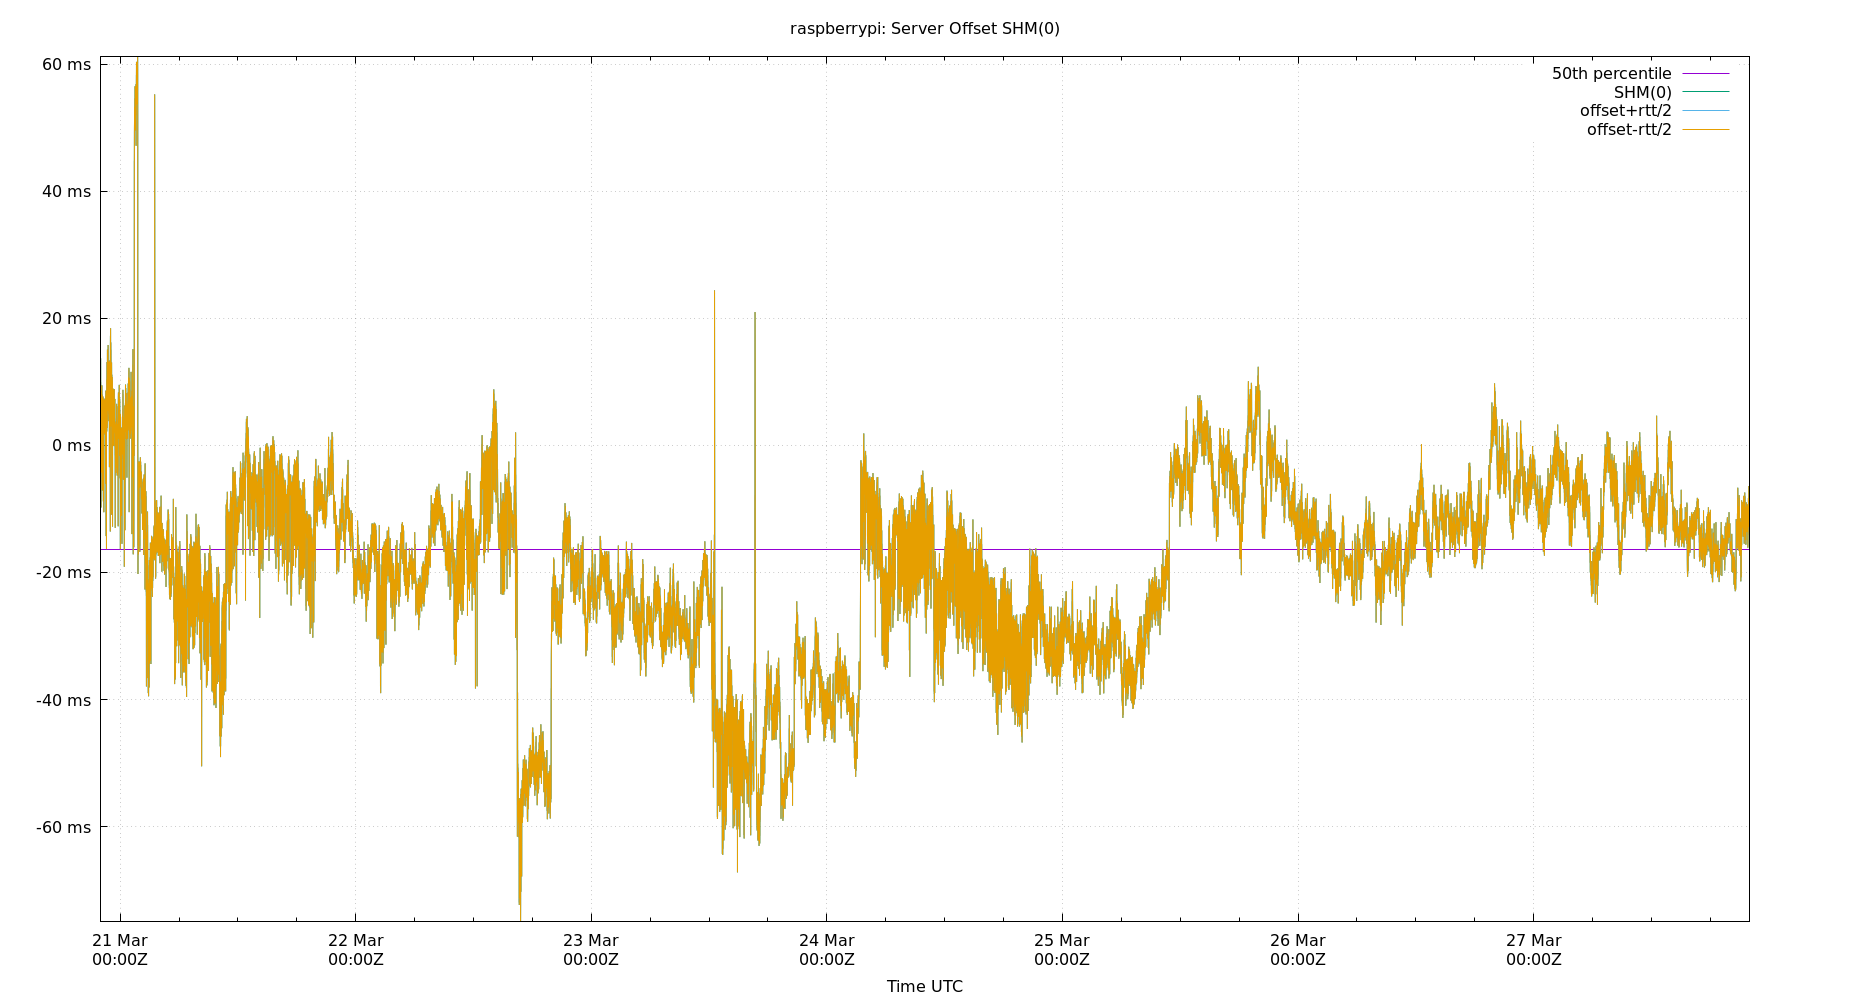 raspberrypi: Server Offset SHM(0)
60 ms
40 ms
20 ms
0 ms
-20 ms
-40 ms
-60 ms
50th percentile
SHM(0)
offset+rtt/2
offset-rtt/2
21 Mar
00:00Z
22 Mar
00:00Z
23 Mar
00:00Z
24 Mar
00:00Z
25 Mar
00:00Z
26 Mar
00:00Z
27 Mar
00:00Z
Time UTC